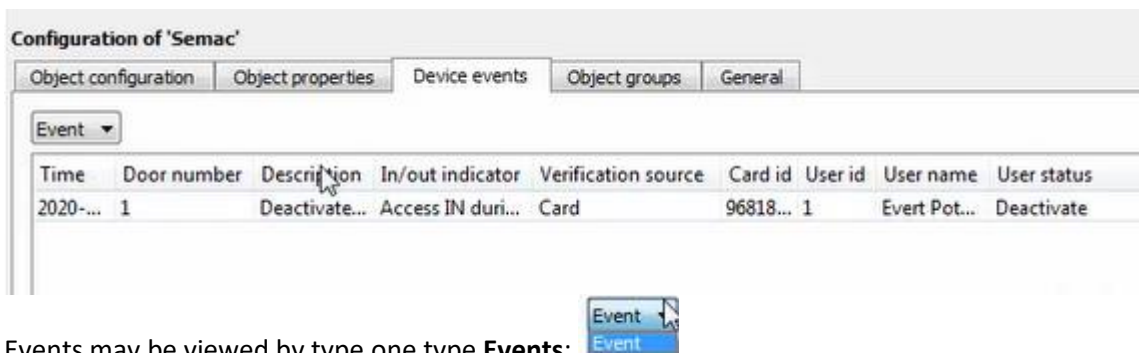 Configuration of 'Semac'
Object configuration Object properties Device events Object groups General
Event
Time Door number Description In/out indicator Verification source Card id User id User name User status
2020-... 1 Deactivate... Access IN duri... Card 96818... 1 Evert Pot... Deactivate
Event
Events may be viewed by type one type Events: Event